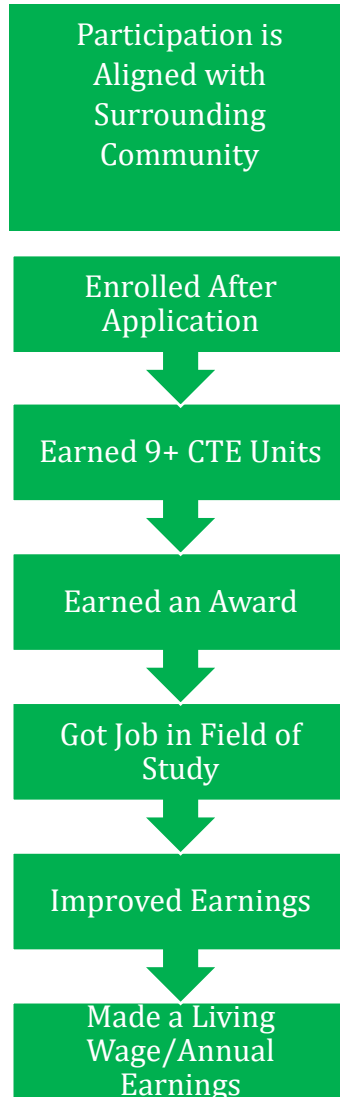 Participation is
Aligned with
Surrounding
Community
Enrolled After
Application
Earned 9+ CTE Units
Earned an Award
Got Job in Field of
Study
Improved Earnings
Made a Living
Wage/Annual
Earnings